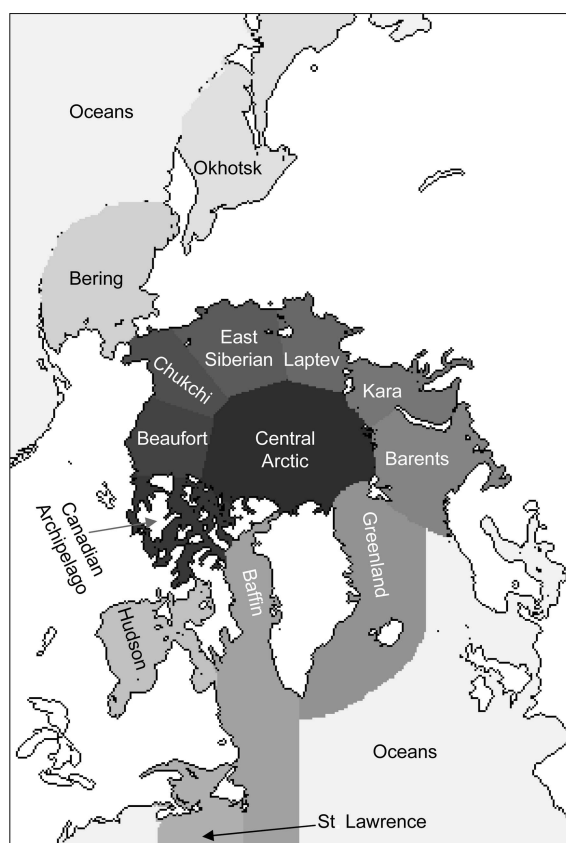 Oceans
Okhotsk
Bering
East
Siberian
Laptev
Chukchi
Kara
Beaufort
Central
Arctic
Barents
Canadian
Archipelago
Greenland
Baffin
Hudson
Oceans
St Lawrence